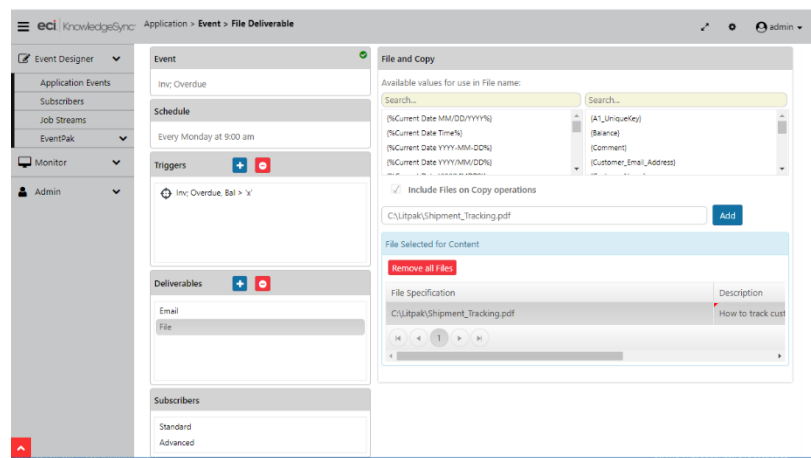 eci KnowledgeSync
Application > Event > File Deliverable
admin
Event Designer
Application Events
Subscribers
Job Streams
EventPak
Monitor
Admin
Event
Inv; Overdue
Schedule
Every Monday at 9:00 am
Triggers
Inv; Overdue, Bal > 'x'
Deliverables
Email
File
Subscribers
Standard
Advanced
File and Copy
Available values for use in File name:
Search...
Search...
{%Current Date MM/DD/YYYY%}
{A1_UniqueKey}
{%Current Date Time%}
{Balance}
{%Current Date YYYY-MM-DD%}
{Comment}
{%Current Date YYYY/MM/DD%}
{Customer_Email_Address}
Include Files on Copy operations
C:\Litpak\Shipment_Tracking.pdf
Add
File Selected for Content
Remove all Files
File Specification
Description
C:\Litpak\Shipment_Tracking.pdf
How to track cust
1